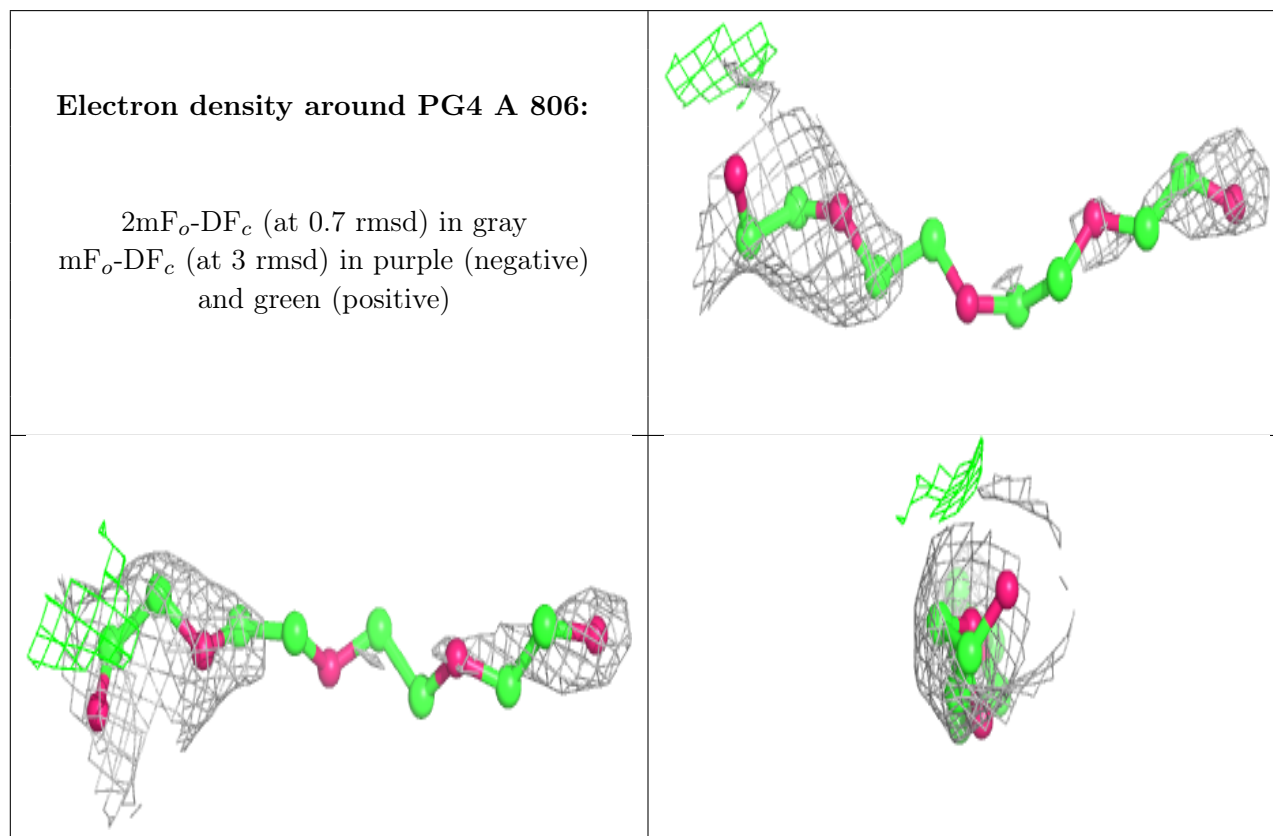 Electron density around PG4 A 806:
2mFo-DFc (at 0.7 rmsd) in gray
mFo-DFc (at 3 rmsd) in purple (negative)
and green (positive)